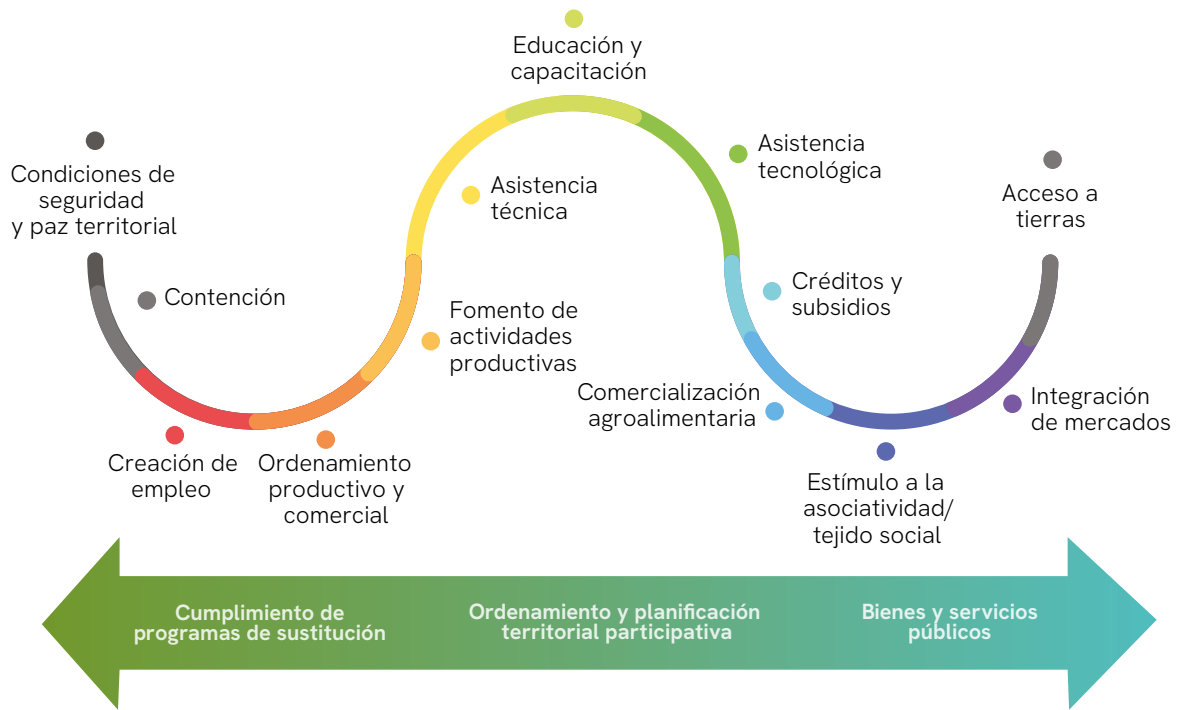 Condiciones de
seguridad
y paz territorial
Contención
Creación de
empleo
Ordenamiento
productivo y
comercial
Fomento de
actividades
productivas
Asistencia
técnica
Educación y
capacitación
Asistencia
tecnológica
Créditos y
subsidios
Comercialización
agroalimentaria
Estímulo a la
asociatividad/
tejido social
Integración
de mercados
Acceso a
tierras
Cumplimiento de
programas de sustitución
Ordenamiento y planificación
territorial participativa
Bienes y servicios
públicos